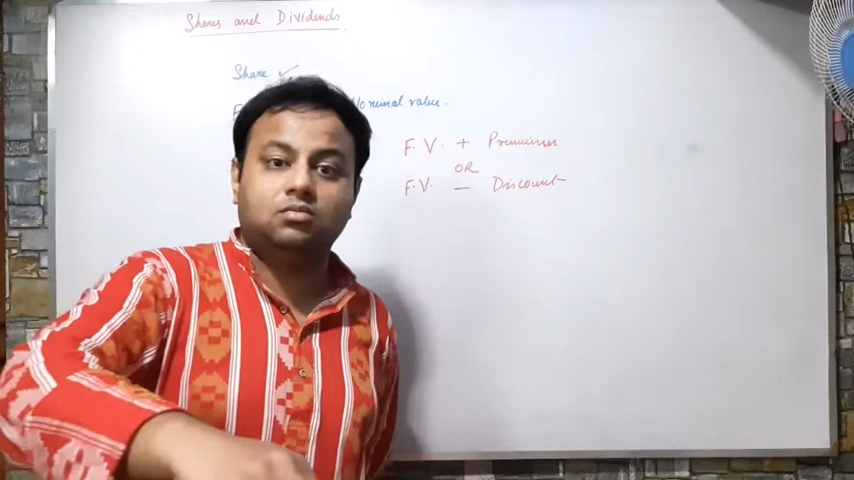 Shares and Dividends
Share ✓
Nominal value.
F.V. + Premium
OR
F.V. — Discount